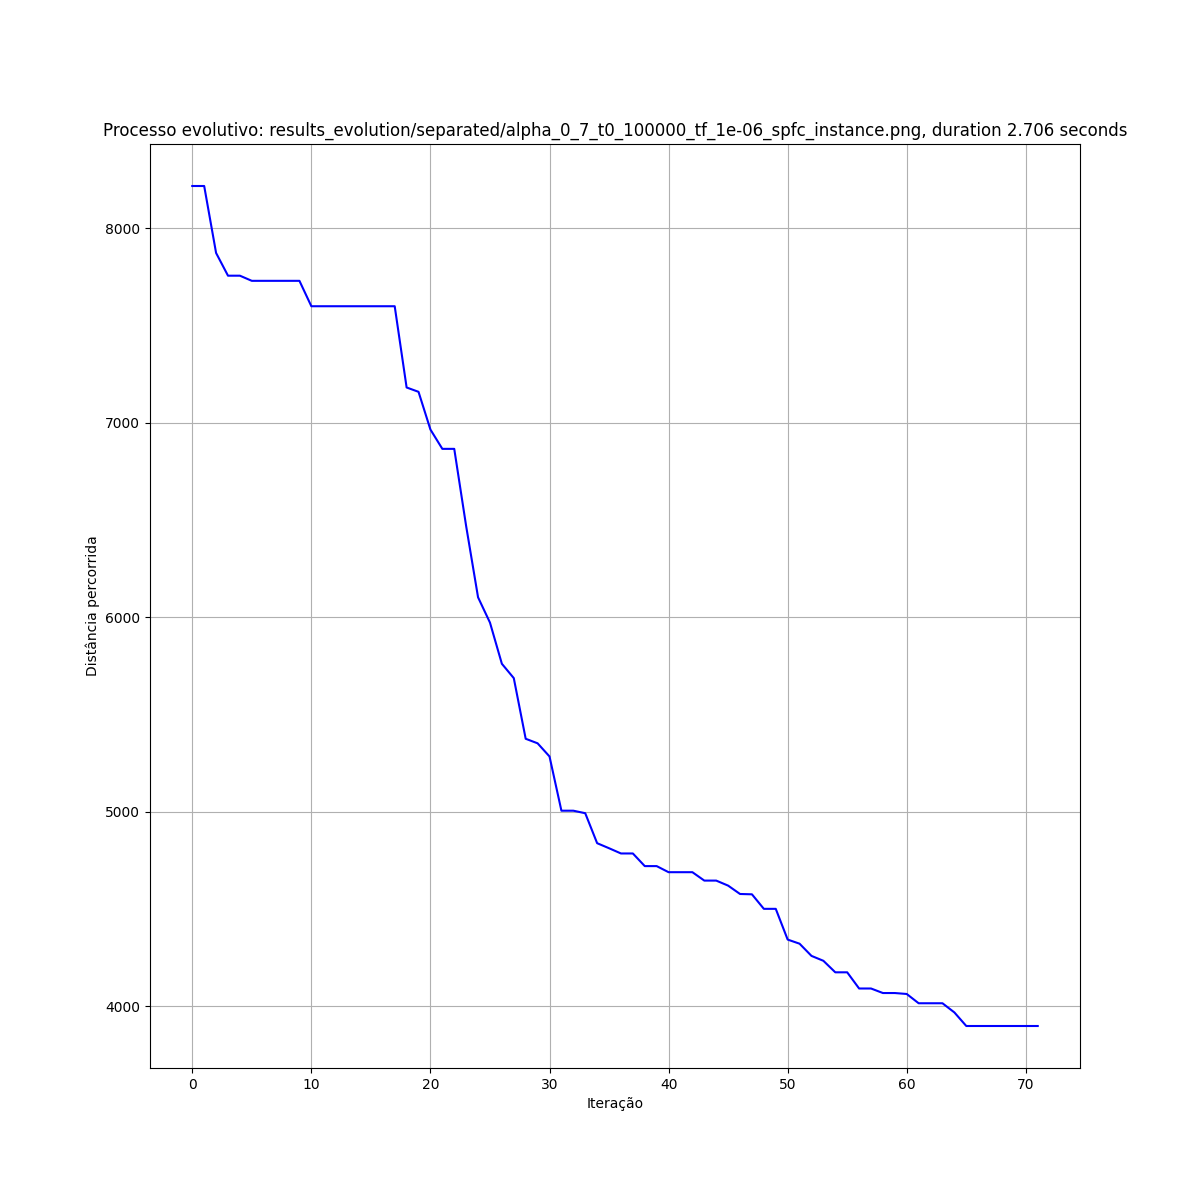 Processo evolutivo: results_evolution/separated/alpha_0_7_t0_100000_tf_1e-06_spfc_instance.png, duration 2.706 seconds
8000
7000
6000
5000
4000
Distância percorrida
0 10 20 30 40 50 60 70
Iteração